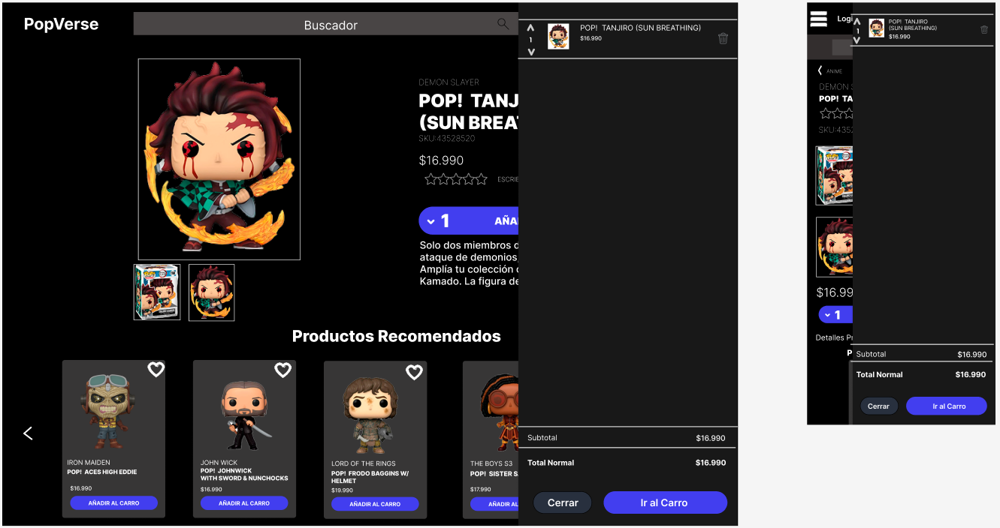 PopVerse
Buscador
DEMON SLAYER
POP! TANJ
(SUN BREA
SKU:43528520
$16.990
ESCRIE
1 AÑA
Solo dos miembros d
ataque de demonios,
Amplía tu colección
Kamado. La figura de
Productos Recomendados
IRON MAIDEN
POP! ACES HIGH EDDIE
$16.990
AÑADIR AL CARRO
JOHN WICK
POP! JOHNWICK
WITH SWORD & NUNCHOCKS
$16.990
AÑADIR AL CARRO
LORD OF THE RINGS
POP! FRODO BAGGINS W/
HELMET
$19.990
AÑADIR AL CARRO
THE BOYS S3
POP! SISTER S
$17.990
AÑADIR AL
1
POP! TANJIRO (SUN BREATHING)
$16.990
Subtotal $16.990
Total Normal $16.990
Cerrar Ir al Carro
Logi
ANIME
DEMON S
POP! TA
SKU:4352
$16.99
1
Detalles Pr
P
1
POP! TANJIRO
(SUN BREATHING)
$16.990
Subtotal $16.990
Total Normal $16.990
Cerrar Ir al Carro